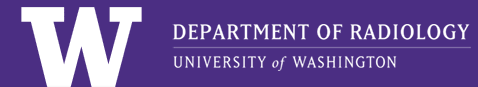 W
DEPARTMENT OF RADIOLOGY
UNIVERSITY of WASHINGTON